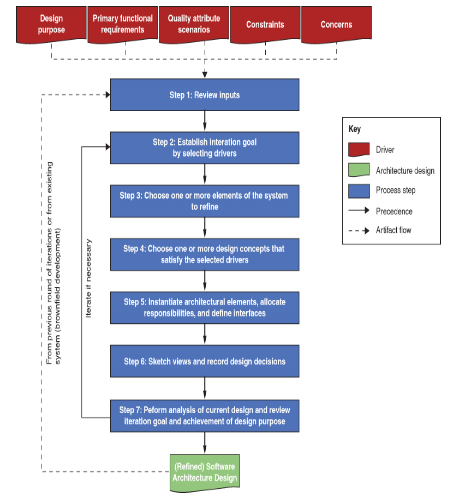 Design
purpose
Primary functional
requirements
Quality attribute
scenarios
Constraints
Concerns
Step 1: Review inputs
Step 2: Establish interation goal
by selecting drivers
Step 3: Choose one or more elements of the system
to refine
Step 4: Choose one or more design concepts that
satisfy the selected drivers
Step 5: Instantiate architectural elements, allocate
responsibilities, and define interfaces
Step 6: Sketch views and record design decisions
Step 7: Peform analysis of current design and review
iteration goal and achievement of design purpose
(Refined) Software
Architecture Design
From previous round of iterations or from existing
system (brownfield development)
Iterate if necessary
Key
Driver
Architecture design
Process step
Prececence
Artifact flow